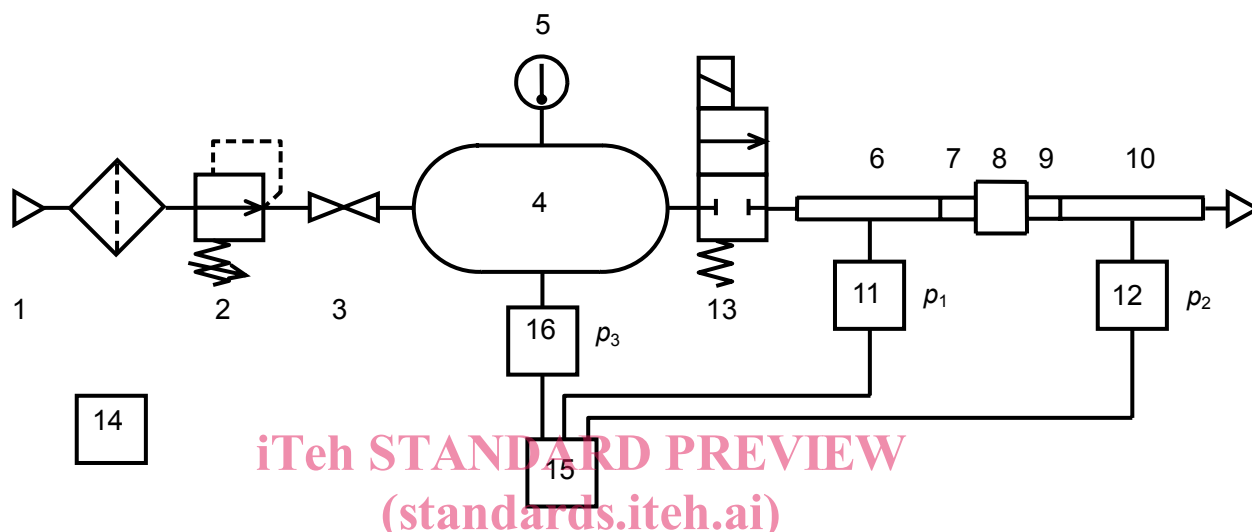 5
6 7 8 9 10
4
11 p₁ 12 p₂
1 2 3 13
16 p₃
14
15
iTeh STANDARD PREVIEW
(standards.iteh.ai)